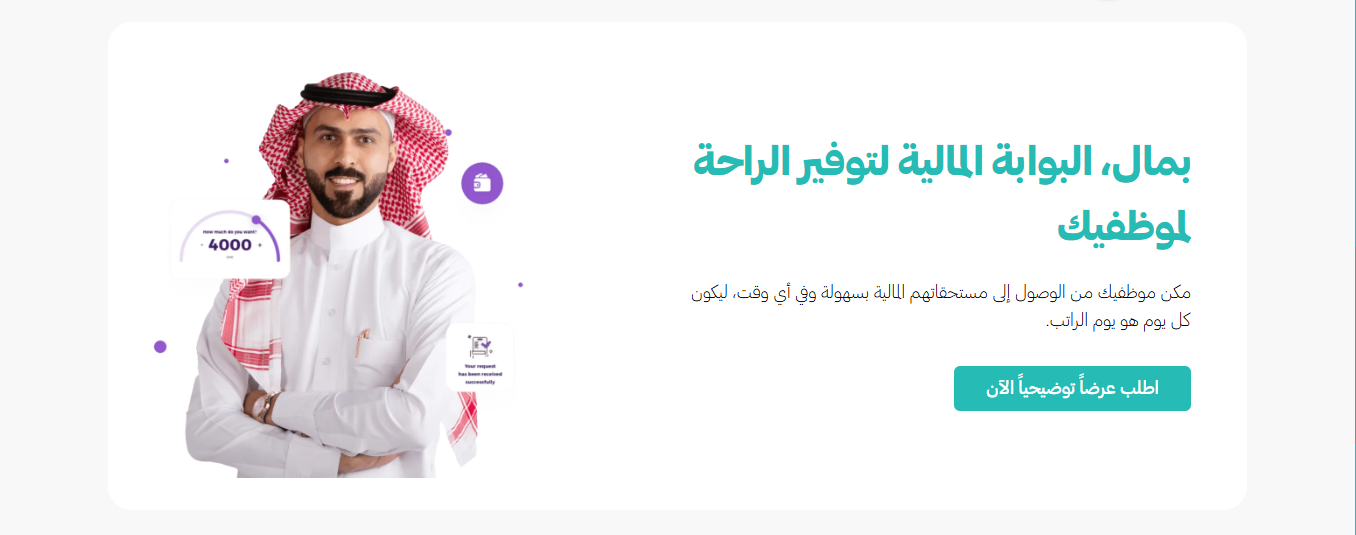 بمال، البوابة المالية لتوفير الراحة
لموظفيك
مكن موظفيك من الوصول إلى مستحقاتهم المالية بسهولة وفي أي وقت، ليكون
كل يوم هو يوم الراتب.
اطلب عرضاً توضيحياً الآن
How much do you want?
- 4000 +
Your request
has been received
successfully